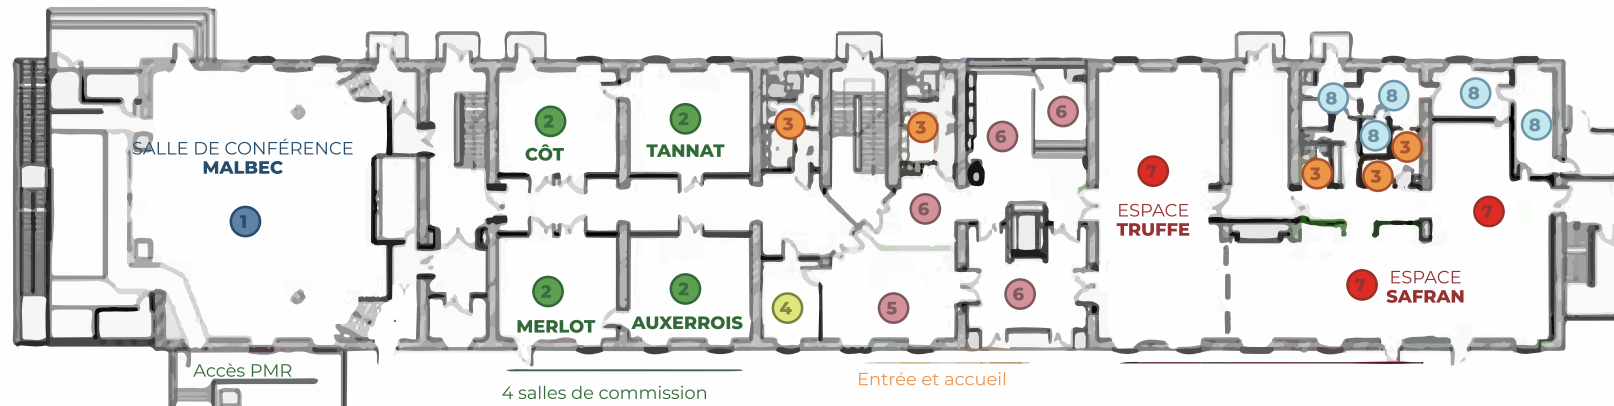 SALLE DE CONFÉRENCE
MALBEC
1
2
CÔT
2
TANNAT
2
MERLOT
2
AUXERROIS
3
3
4
5
6
6
6
6
7
ESPACE
TRUFFE
8
8
8
8
8
3
3
3
7
7
ESPACE
SAFRAN
Accès PMR
4 salles de commission
Entrée et accueil